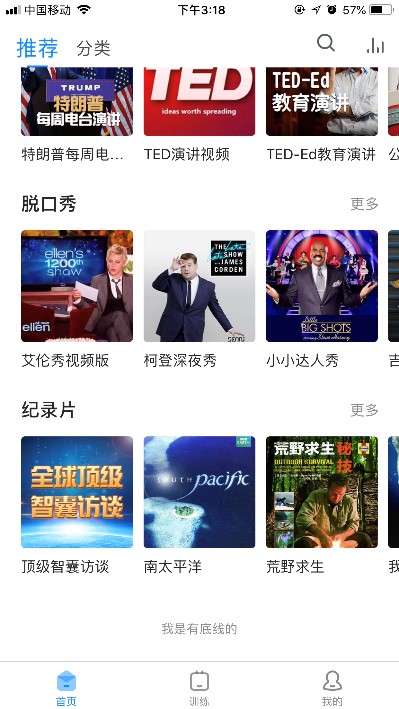 中国移动
下午3:18
57%
推荐
分类
TRUMP
特朗普
每周电台演讲
TED
ideas worth spreading
TED-Ed
教育演讲
特朗普每周电...
TED演讲视频
TED-Ed教育演讲
脱口秀
更多
ellen's
1200th
show
ellen
THE
late late
SHOW
JAMES
CORDEN
Little
BIG SHOTS
艾伦秀视频版
柯登深夜秀
小小达人秀
吉
纪录片
更多
全球顶级
智囊访谈
SOUTH pacific
荒野求生秘技
OUTDOOR SURVIVAL
顶级智囊访谈
南太平洋
荒野求生
我是有底线的
首页
训练
我的